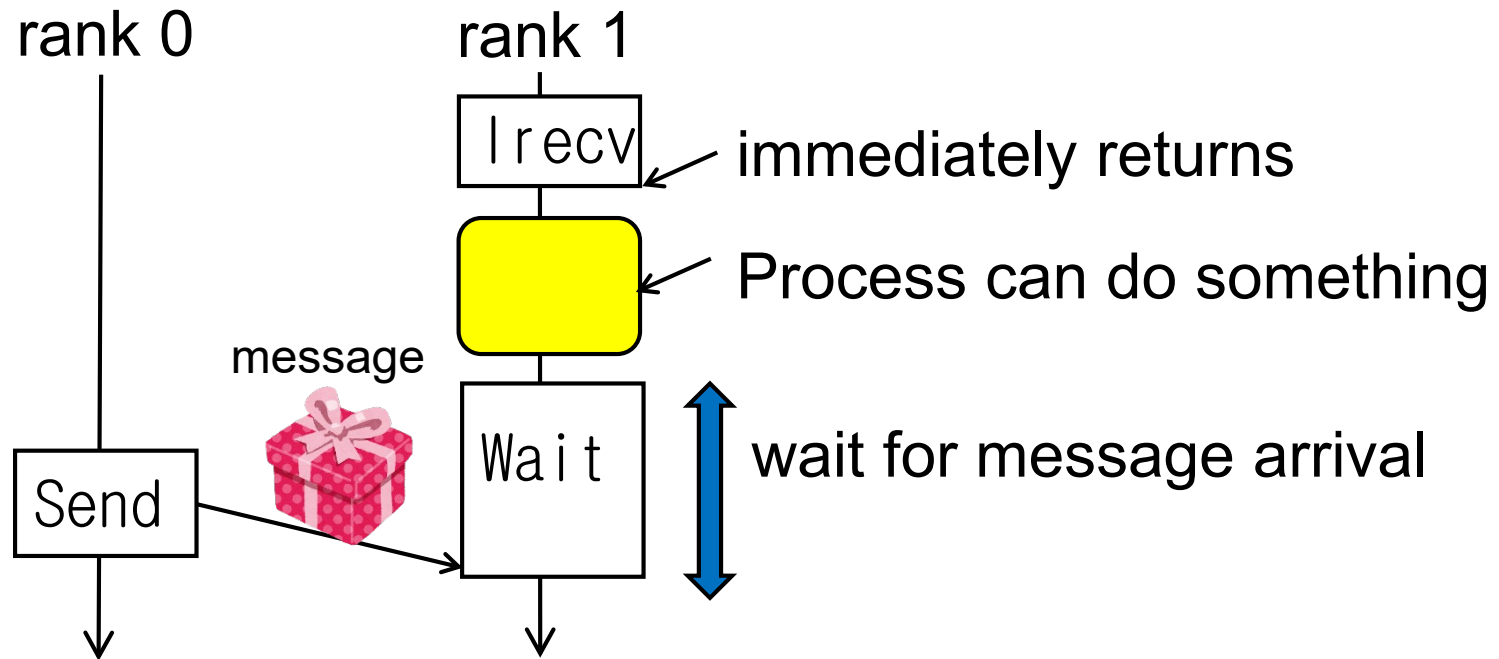 rank 0
rank 1
Irecv
immediately returns
Process can do something
message
Wait
wait for message arrival
Send